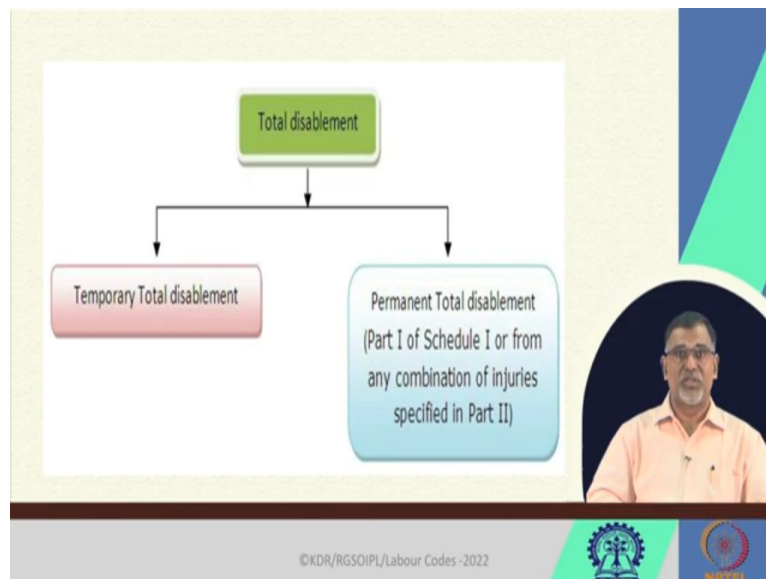 Total disablement
Temporary Total disablement
Permanent Total disablement
(Part I of Schedule I or from
any combination of injuries
specified in Part II)
©KDR/RGSOIPL/Labour Codes -2022
NPTEL